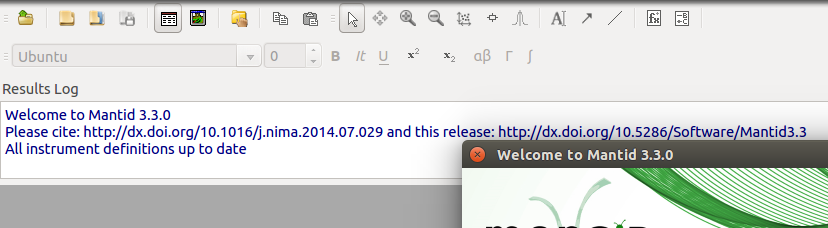 Ubuntu 0 B It U x² x₂ αβ Γ ∫
Results Log
Welcome to Mantid 3.3.0
Please cite: http://dx.doi.org/10.1016/j.nima.2014.07.029 and this release: http://dx.doi.org/10.5286/Software/Mantid3.3
All instrument definitions up to date
Welcome to Mantid 3.3.0